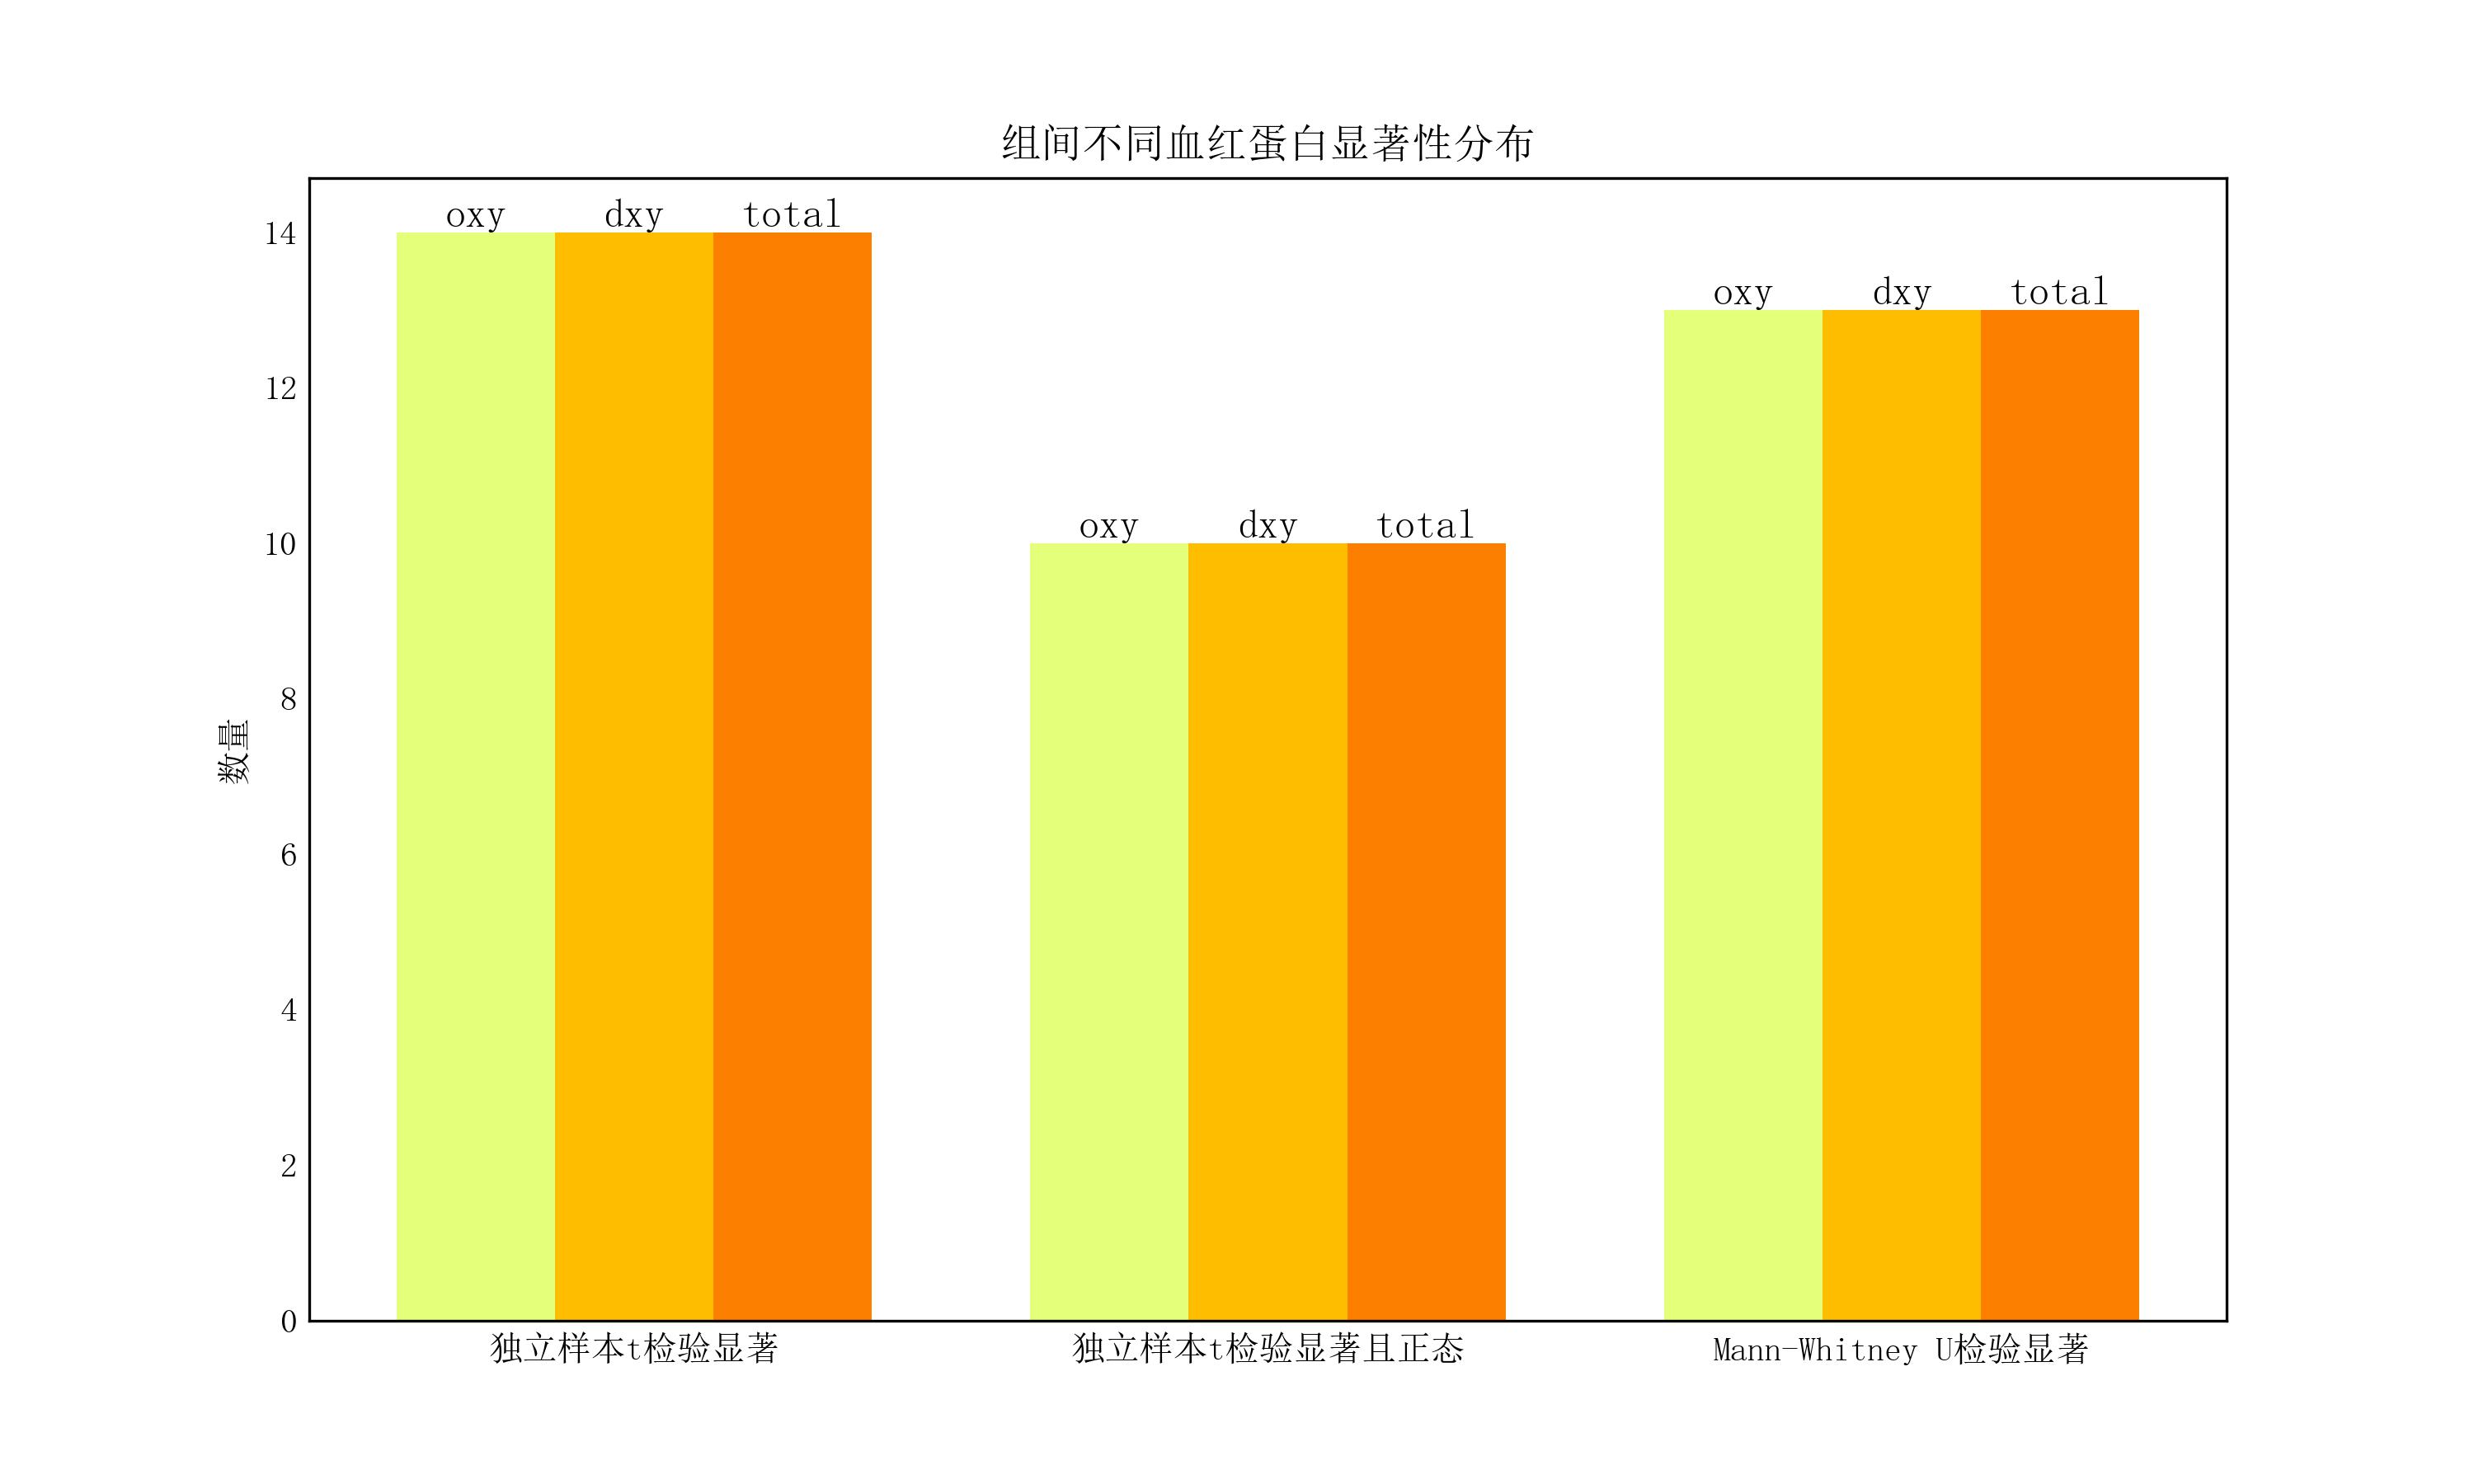 组间不同血红蛋白显著性分布
oxy dxy total
oxy dxy total
oxy dxy total
14
12
10
8
6
4
2
0
数量
独立样本t检验显著
独立样本t检验显著且正态
Mann-Whitney U检验显著